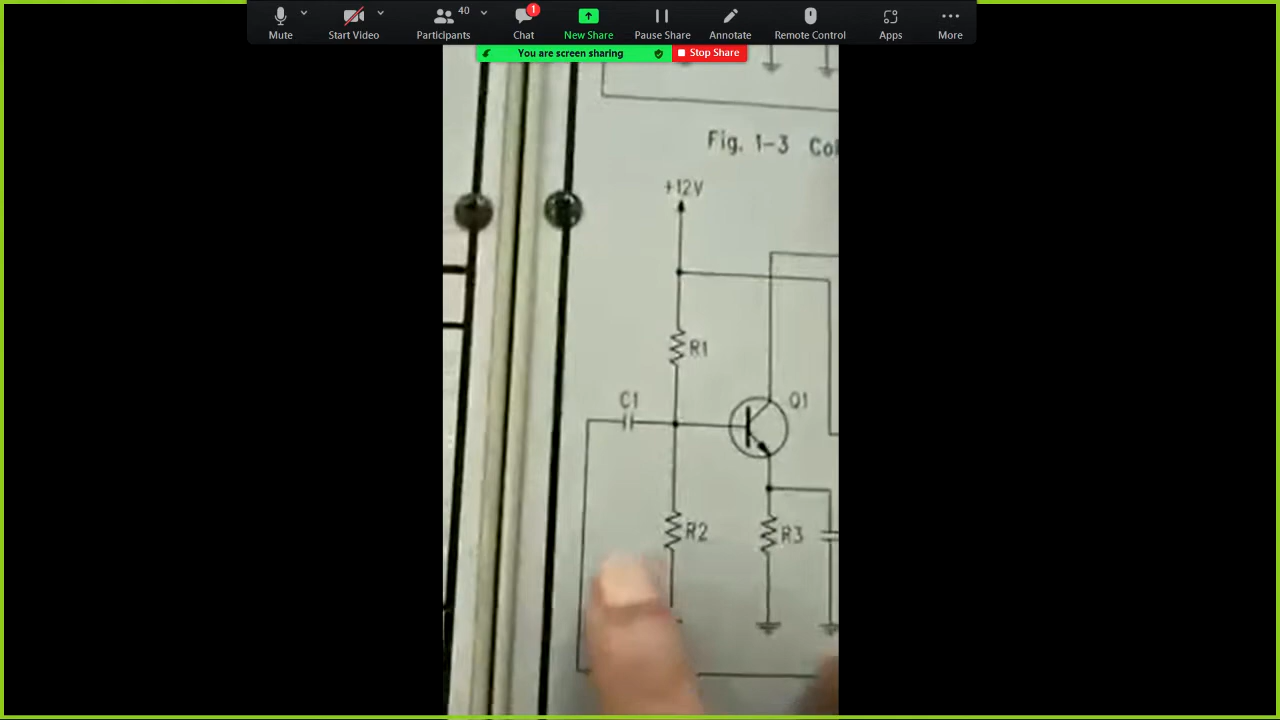 Mute
Start Video
Participants
40
Chat
1
New Share
Pause Share
Annotate
Remote Control
Apps
More
You are screen sharing
Stop Share
Fig. 1-3
+12V
R1
C1
Q1
R2
R3